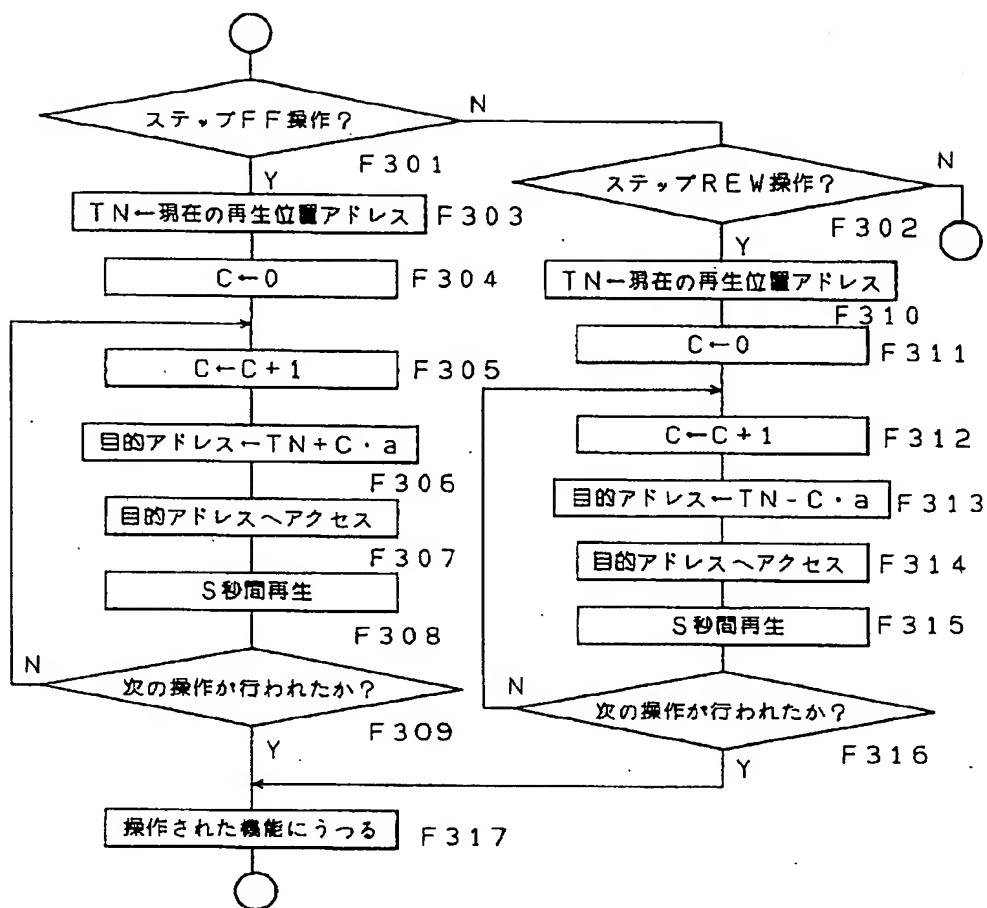 ステップFF操作?
N
F301
Y
TN←現在の再生位置アドレス
F303
C←0
F304
C←C+1
F305
目的アドレス←TN+C・a
F306
目的アドレスへアクセス
F307
S秒間再生
F308
N
次の操作が行われたか?
F309
Y
ステップREW操作?
N
F302
Y
TN←現在の再生位置アドレス
F310
C←0
F311
C←C+1
F312
目的アドレス←TN-C・a
F313
目的アドレスへアクセス
F314
S秒間再生
F315
N
次の操作が行われたか?
F316
Y
操作された機能にうつる
F317